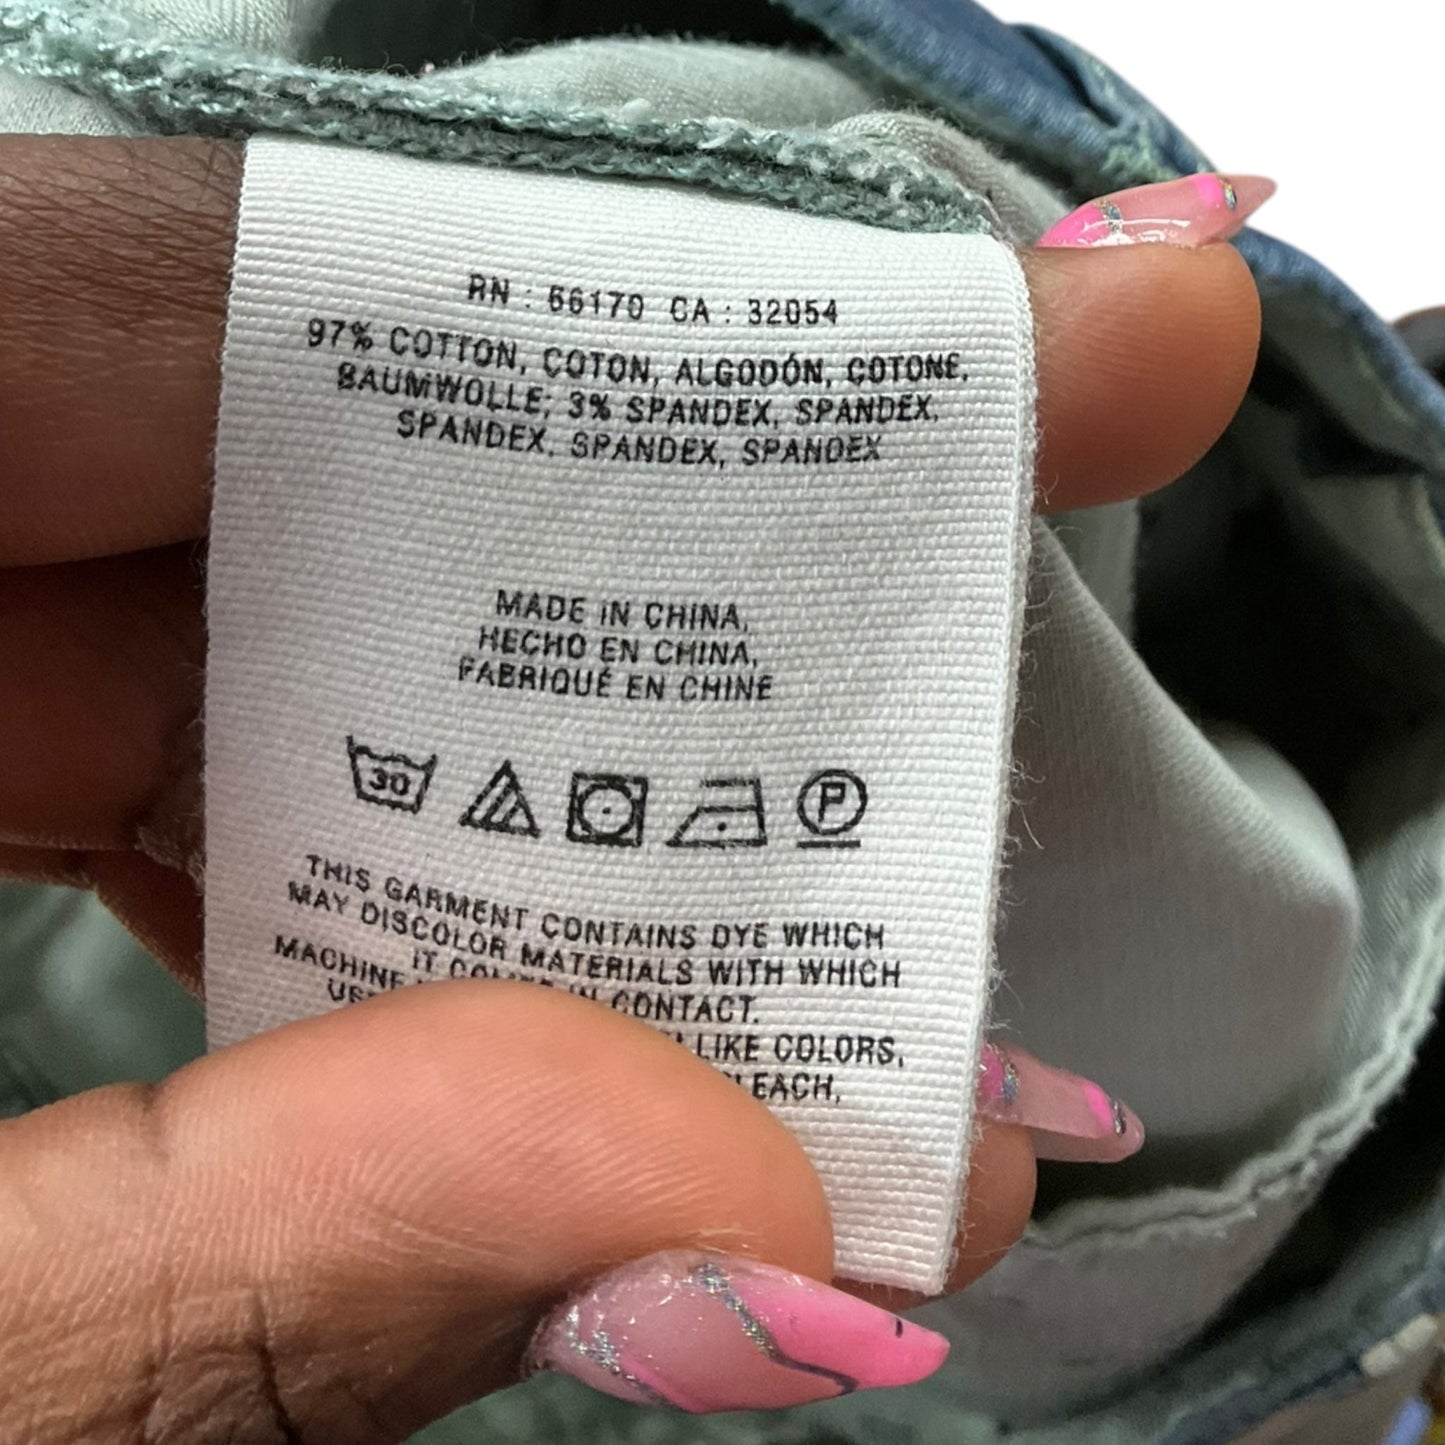 RN : 56170 CA : 32054
97% COTTON, COTON, ALGODÓN, COTONE,
BAUMWOLLE; 3% SPANDEX, SPANDEX,
SPANDEX, SPANDEX, SPANDEX
MADE IN CHINA,
HECHO EN CHINA,
FABRIQUÉ EN CHINE
30
P
THIS GARMENT CONTAINS DYE WHICH
MAY DISCOLOR MATERIALS WITH WHICH
IT COMES IN CONTACT.
MACHINE LIKE COLORS,